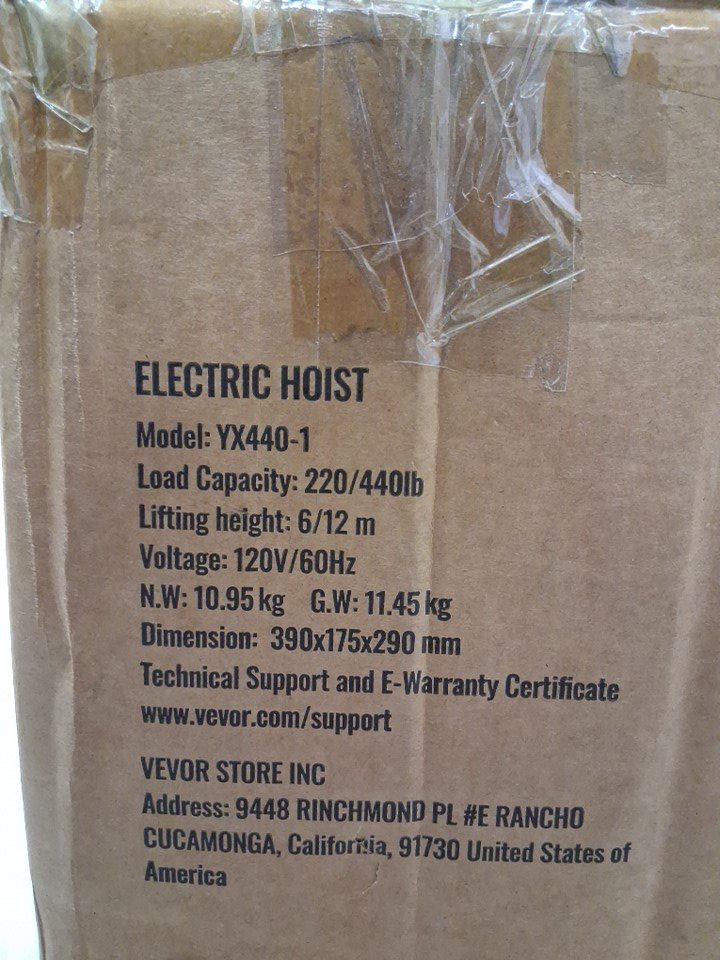 ELECTRIC HOIST
Model: YX440-1
Load Capacity: 220/440lb
Lifting height: 6/12 m
Voltage: 120V/60Hz
N.W: 10.95 kg G.W: 11.45 kg
Dimension: 390x175x290 mm
Technical Support and E-Warranty Certificate
www.vevor.com/support
VEVOR STORE INC
Address: 9448 RINCHMOND PL #E RANCHO
CUCAMONGA, California, 91730 United States of
America